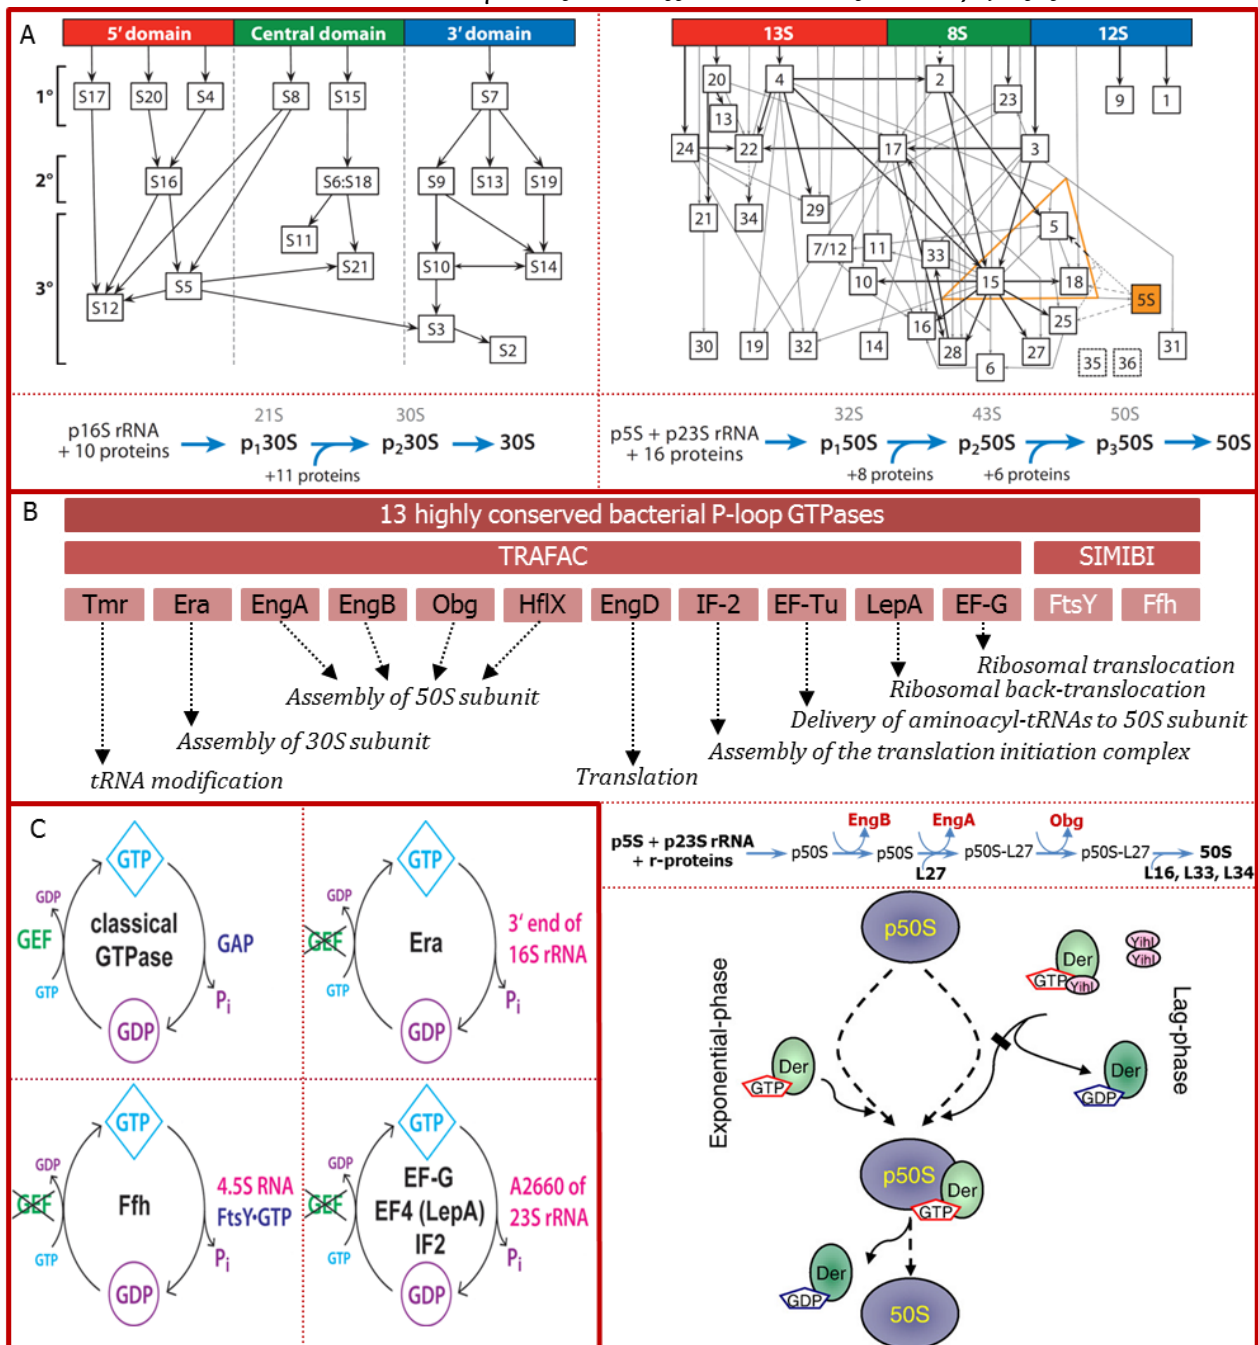 A
5' domain Central domain 3' domain
1°
S17 S20 S4 S8 S15 S7
2°
S16 S6:S18 S9 S13 S19
3°
S11
S21 S10 S14
S5
S12
S3
S2
p16S rRNA
+ 10 proteins
21S
p130S
+11 proteins
30S
p230S
30S
13S 8S 12S
20 4 2 23 9 1
13
24 22 17 3
21 34 29
5
7/12 11 33
10 15 18 5S
16 25
30 19 32 14 28 27 31
6 35 36
p5S + p23S rRNA
+ 16 proteins
32S
p150S
+8 proteins
43S
p250S
+6 proteins
50S
p350S
50S
B
13 highly conserved bacterial P-loop GTPases
TRAFAC SIMIBI
Tmr Era EngA EngB Obg HflX EngD IF-2 EF-Tu LepA EF-G FtsY Ffh
Ribosomal translocation
Ribosomal back-translocation
Assembly of 50S subunit
Delivery of aminoacyl-tRNAs to 50S subunit
Assembly of 30S subunit
Assembly of the translation initiation complex
tRNA modification
Translation
C
GTP
GDP
GEF
classical
GTPase
GAP
GTP
Pi
GDP
GTP
GDP
GEF
Era
3' end of
16S rRNA
GTP
Pi
GDP
GTP
GDP
GEF
Ffh
4.5S RNA
FtsY•GTP
GTP
Pi
GDP
GTP
GDP
GEF
EF-G
EF4 (LepA)
IF2
A2660 of
23S rRNA
GTP
Pi
GDP
EngB EngA Obg
p5S + p23S rRNA
+ r-proteins
p50S p50S p50S-L27 p50S-L27 50S
L27 L16, L33, L34
p50S
Der
GTP
YihI
YihI
YihI
Exponential-phase
Lag-phase
Der
GTP
Der
GDP
p50S
Der
GTP
Der
GDP
50S